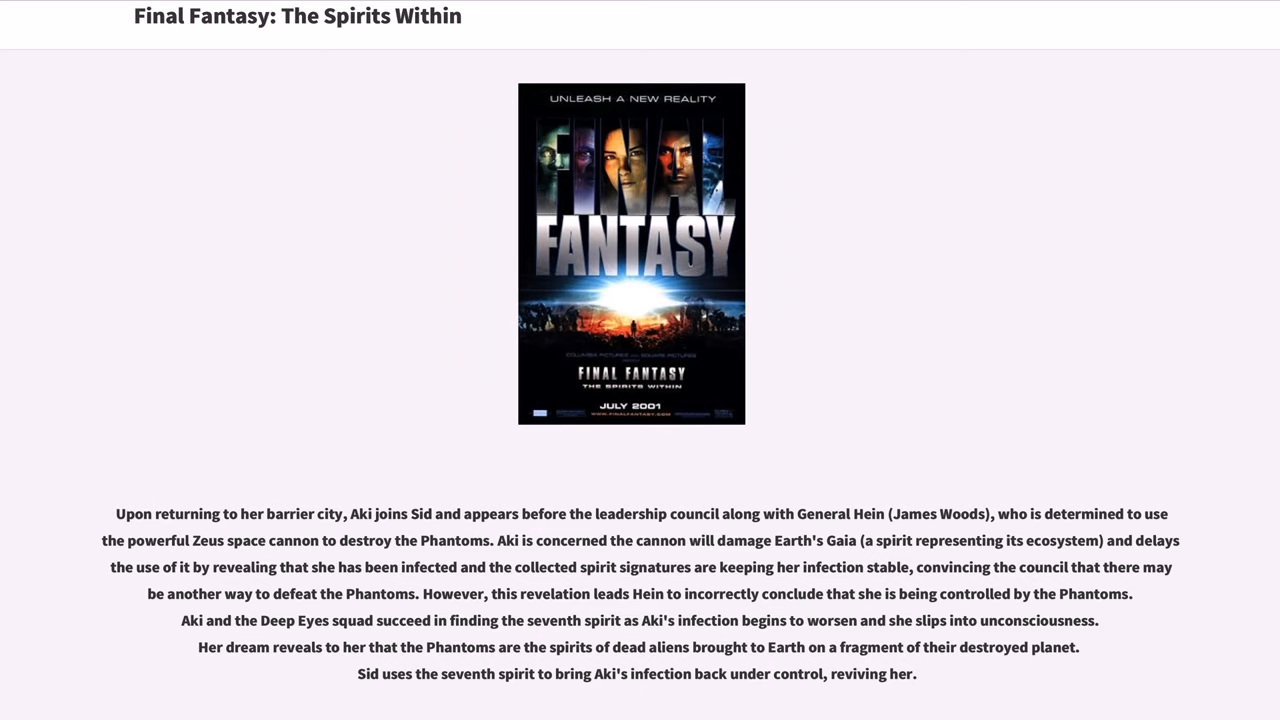 Final Fantasy: The Spirits Within
UNLEASH A NEW REALITY
FINAL
FANTASY
COLUMBIA PICTURES AND SQUARE PICTURES
PRESENT
FINAL FANTASY
THE SPIRITS WITHIN
JULY 2001
WWW.FINALFANTASY.COM
Upon returning to her barrier city, Aki joins Sid and appears before the leadership council along with General Hein (James Woods), who is determined to use
the powerful Zeus space cannon to destroy the Phantoms. Aki is concerned the cannon will damage Earth's Gaia (a spirit representing its ecosystem) and delays
the use of it by revealing that she has been infected and the collected spirit signatures are keeping her infection stable, convincing the council that there may
be another way to defeat the Phantoms. However, this revelation leads Hein to incorrectly conclude that she is being controlled by the Phantoms.
Aki and the Deep Eyes squad succeed in finding the seventh spirit as Aki's infection begins to worsen and she slips into unconsciousness.
Her dream reveals to her that the Phantoms are the spirits of dead aliens brought to Earth on a fragment of their destroyed planet.
Sid uses the seventh spirit to bring Aki's infection back under control, reviving her.